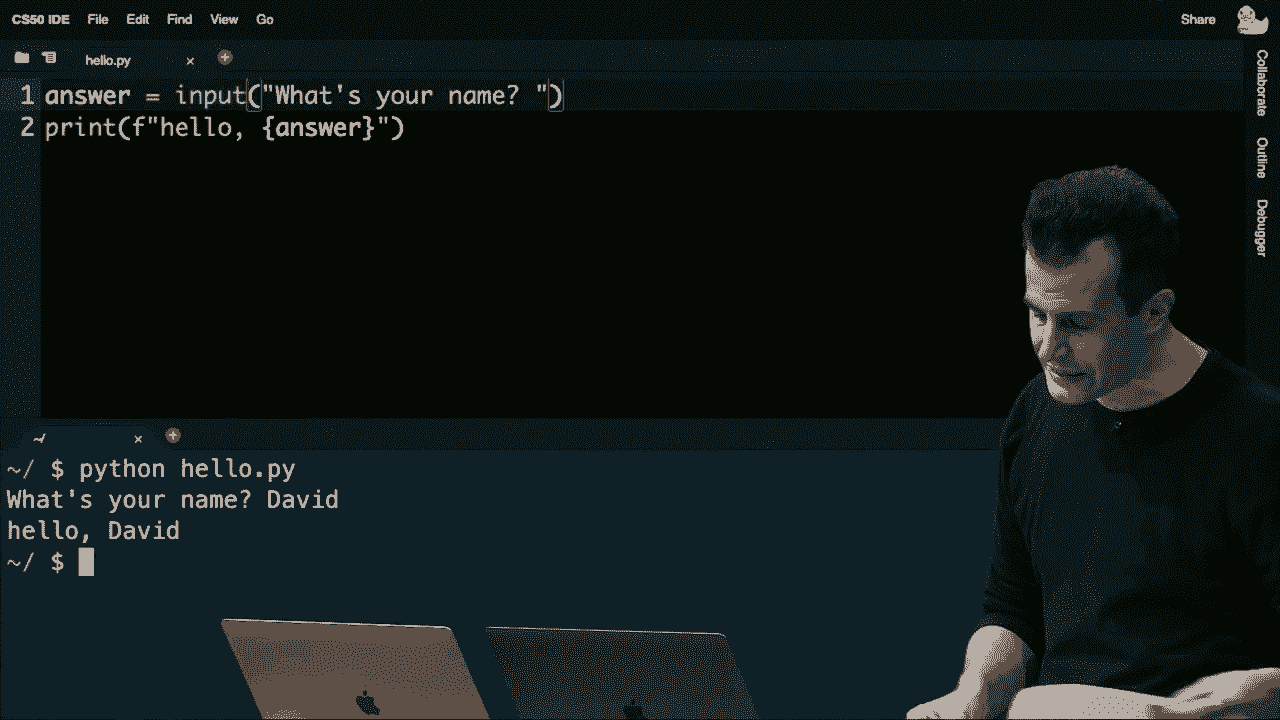 CS50 IDE File Edit Find View Go Share
hello.py × +
1 answer = input("What's your name? ")
2 print(f"hello, {answer}")
Collaborate
Outline
Debugger
~/ × +
~/ $ python hello.py
What's your name? David
hello, David
~/ $